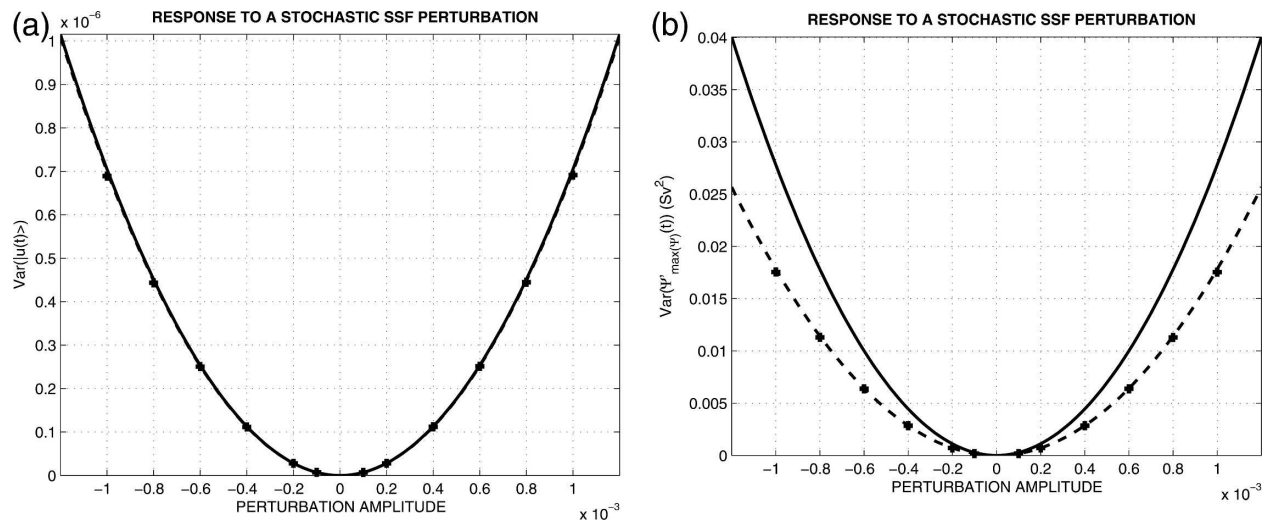 (a)
RESPONSE TO A STOCHASTIC SSF PERTURBATION
x 10⁻⁶
1
0.9
0.8
0.7
0.6
0.5
0.4
0.3
0.2
0.1
0
Var(|u(t)>)
−1 −0.8 −0.6 −0.4 −0.2 0 0.2 0.4 0.6 0.8 1
PERTURBATION AMPLITUDE
x 10⁻³
(b)
RESPONSE TO A STOCHASTIC SSF PERTURBATION
0.04
0.035
0.03
0.025
0.02
0.015
0.01
0.005
0
Var(Ψ'max(Ψ)(t)) (Sv²)
−1 −0.8 −0.6 −0.4 −0.2 0 0.2 0.4 0.6 0.8 1
PERTURBATION AMPLITUDE
x 10⁻³